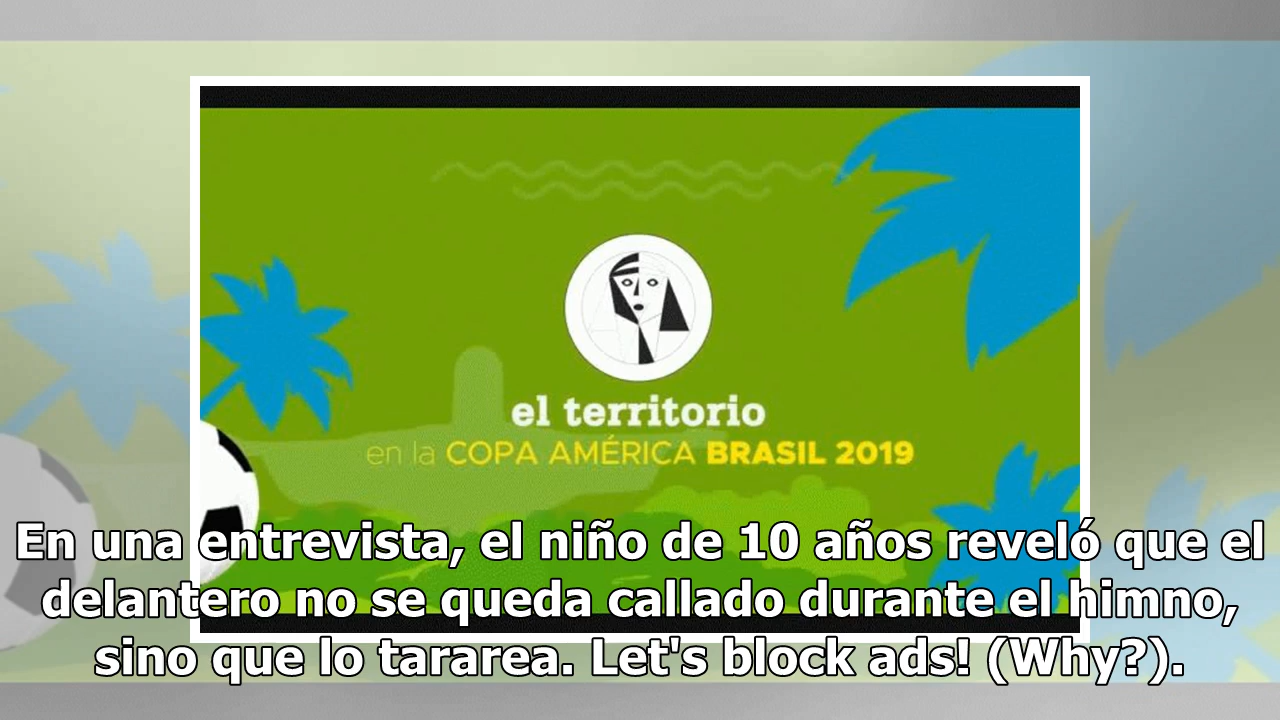 el territorio
en la COPA AMÉRICA BRASIL 2019
En una entrevista, el niño de 10 años reveló que el
delantero no se queda callado durante el himno,
sino que lo tararea. Let's block ads! (Why?).